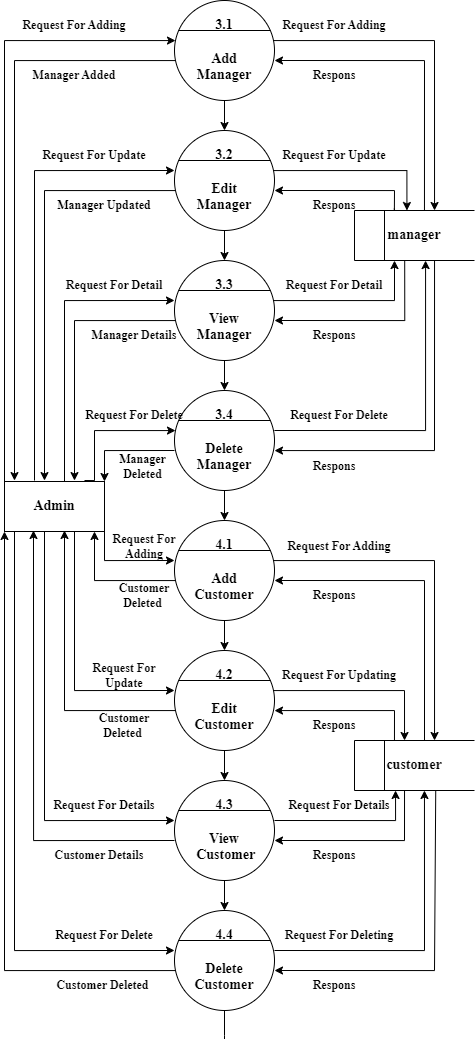 Request For Adding
3.1
Request For Adding
Add
Manager
Manager Added
Respons
Request For Update
3.2
Request For Update
Edit
Manager
Manager Updated
Respons
manager
Request For Detail
3.3
Request For Detail
View
Manager
Manager Details
Respons
Request For Delete
3.4
Request For Delete
Delete
Manager
Manager
Deleted
Respons
Admin
Request For
Adding
4.1
Request For Adding
Add
Customer
Customer
Deleted
Respons
Request For
Update
4.2
Request For Updating
Edit
Customer
Customer
Deleted
Respons
customer
Request For Details
4.3
Request For Details
View
Customer
Customer Details
Respons
Request For Delete
4.4
Request For Deleting
Delete
Customer
Customer Deleted
Respons